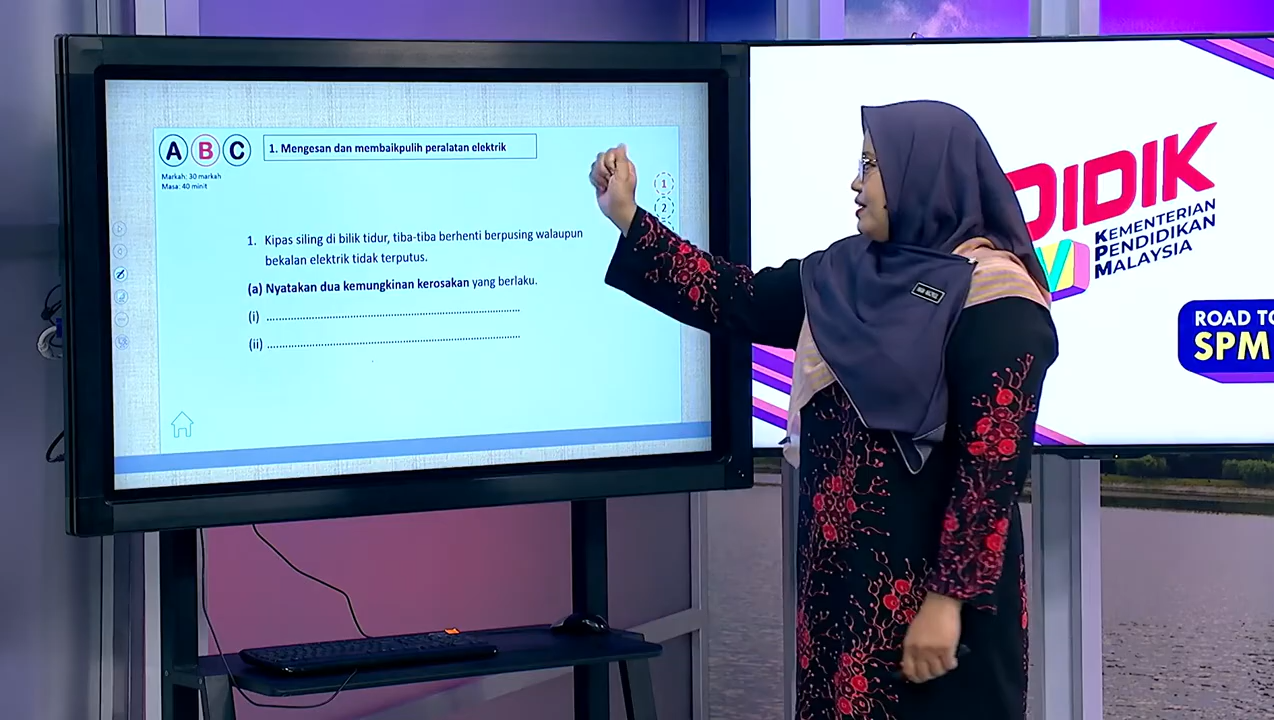 A B C
1. Mengesan dan membaikpulih peralatan elektrik
Markah: 30 markah
Masa: 40 minit
1
2
1. Kipas siling di bilik tidur, tiba-tiba berhenti berpusing walaupun
bekalan elektrik tidak terputus.
(a) Nyatakan dua kemungkinan kerosakan yang berlaku.
(i) ....................................................................................
(ii) ....................................................................................
DIDIK
TV
KEMENTERIAN
PENDIDIKAN
MALAYSIA
ROAD TO
SPM